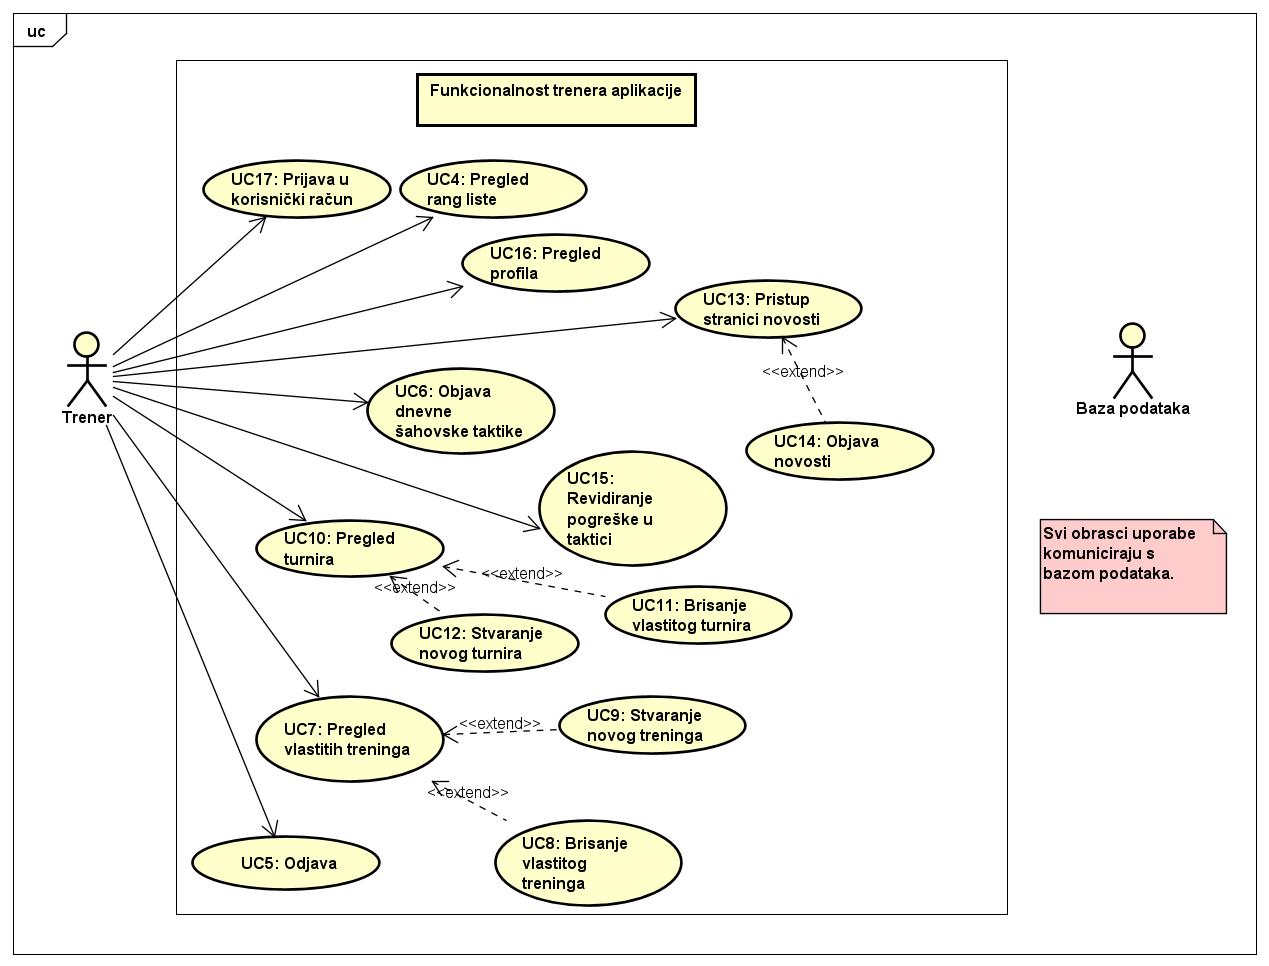 uc
Funkcionalnost trenera aplikacije
UC17: Prijava u
korisnički račun
UC4: Pregled
rang liste
UC16: Pregled
profila
UC13: Pristup
stranici novosti
<<extend>>
UC14: Objava
novosti
UC6: Objava
dnevne
šahovske taktike
UC15:
Revidiranje
pogreške u
taktici
Trener
Baza podataka
Svi obrasci uporabe
komuniciraju s
bazom podataka.
UC10: Pregled
turnira
<<extend>>
<<extend>>
UC11: Brisanje
vlastitog turnira
UC12: Stvaranje
novog turnira
UC7: Pregled
vlastitih treninga
<<extend>>
UC9: Stvaranje
novog treninga
<<extend>>
UC8: Brisanje
vlastitog
treninga
UC5: Odjava